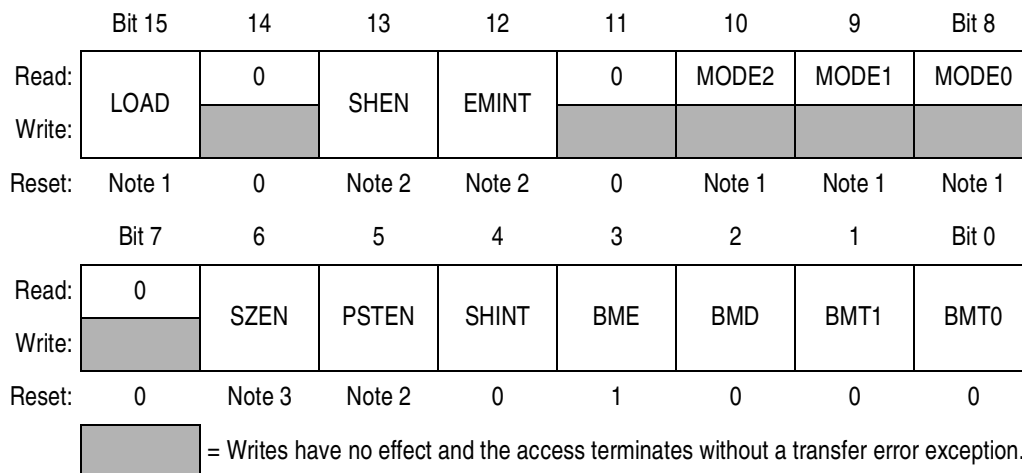 Bit 15 14 13 12 11 10 9 Bit 8
Read: LOAD 0 SHEN EMINT 0 MODE2 MODE1 MODE0
Write:
Reset: Note 1 0 Note 2 Note 2 0 Note 1 Note 1 Note 1
Bit 7 6 5 4 3 2 1 Bit 0
Read: 0 SZEN PSTEN SHINT BME BMD BMT1 BMT0
Write:
Reset: 0 Note 3 Note 2 0 1 0 0 0
= Writes have no effect and the access terminates without a transfer error exception.